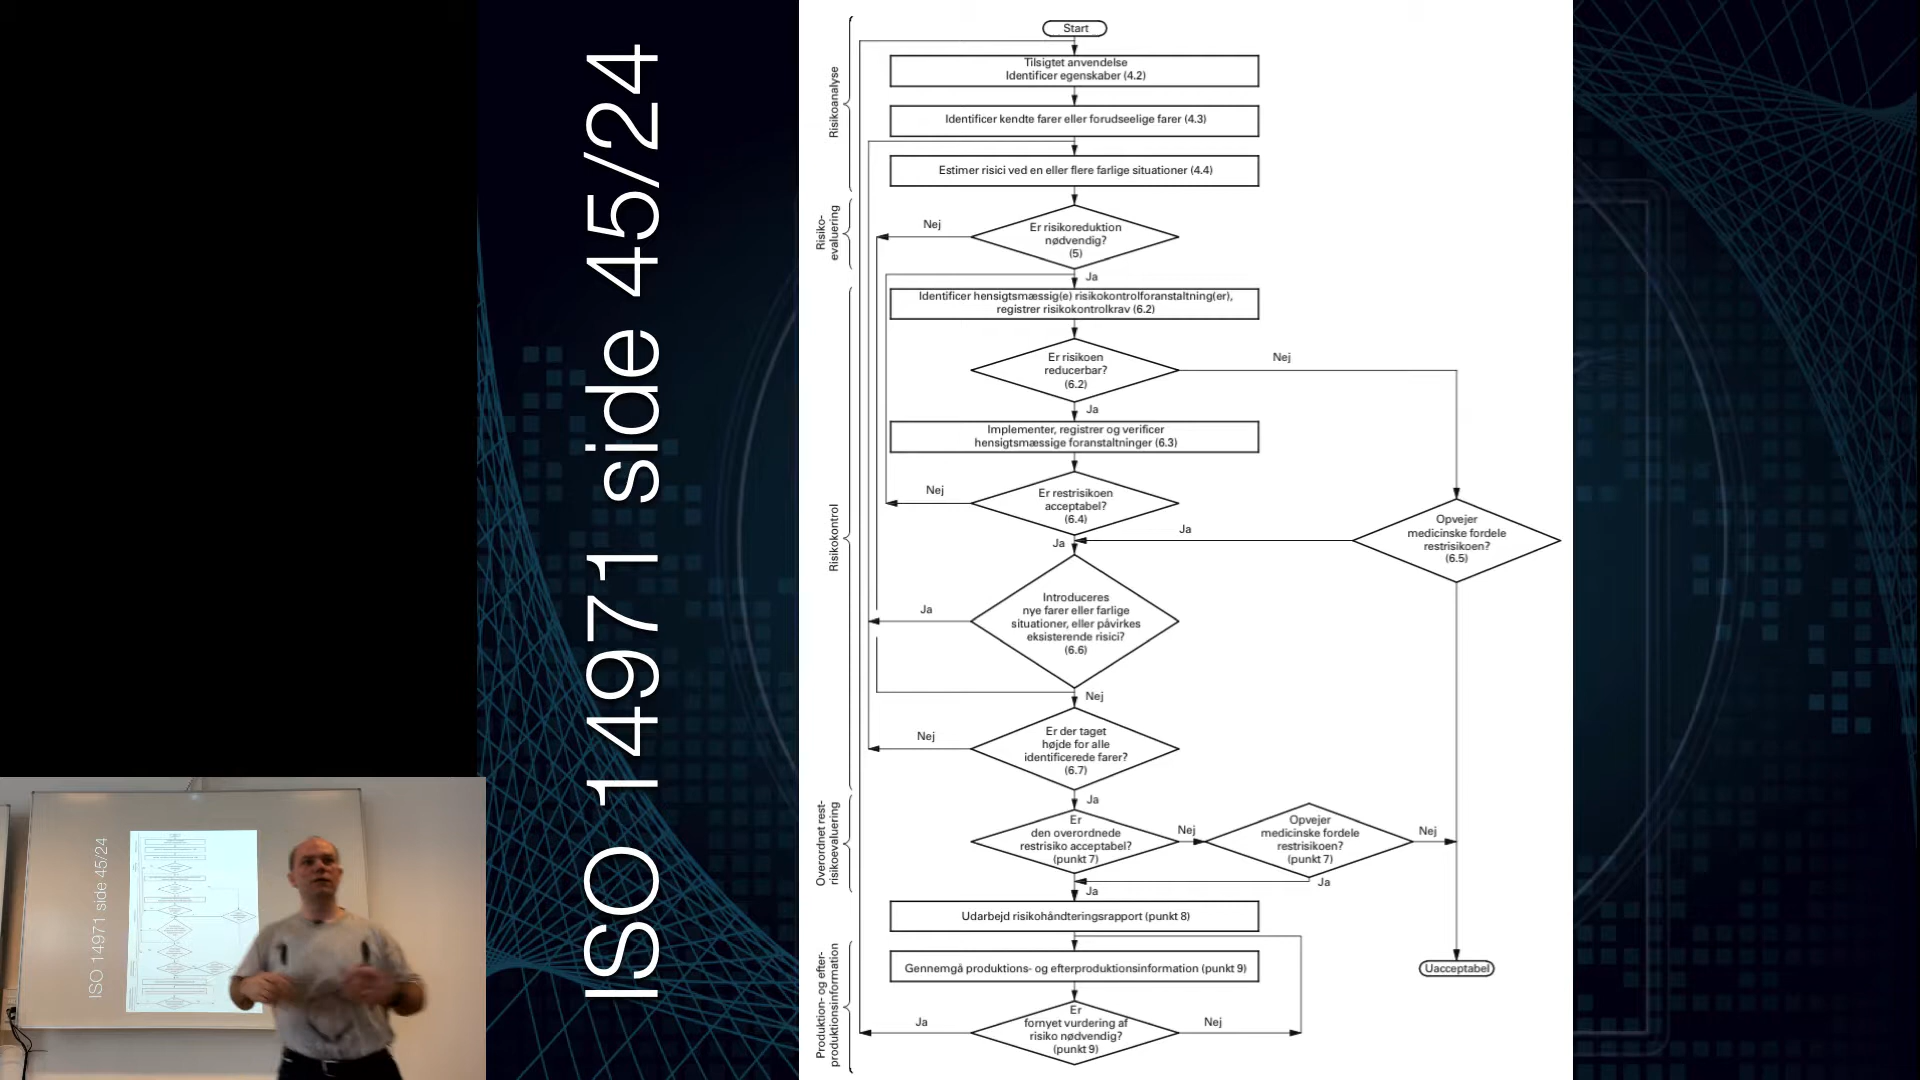 ISO 14971 side 45/24
Start
Risikoanalyse
Tilsigtet anvendelse
Identificer egenskaber (4.2)
Identificer kendte farer eller forudseelige farer (4.3)
Estimer risici ved en eller flere farlige situationer (4.4)
Risiko-
evaluering
Er risikoreduktion
nødvendig?
(5)
Nej
Ja
Risikokontrol
Identificer hensigtsmæssig(e) risikokontrolforanstaltning(er),
registrer risikokontrolkrav (6.2)
Er risikoen
reducerbar?
(6.2)
Nej
Ja
Implementer, registrer og verificer
hensigtsmæssige foranstaltninger (6.3)
Er restrisikoen
acceptabel?
(6.4)
Nej
Ja
Opvejer
medicinske fordele
restrisikoen?
(6.5)
Ja
Introduceres
nye farer eller farlige
situationer, eller påvirkes
eksisterende risici?
(6.6)
Ja
Nej
Er der taget
højde for alle
identificerede farer?
(6.7)
Nej
Ja
Overordnet rest-
risikoevaluering
Er
den overordnede
restrisiko acceptabel?
(punkt 7)
Nej
Opvejer
medicinske fordele
restrisikoen?
(punkt 7)
Nej
Ja
Ja
Udarbejd risikohåndteringsrapport (punkt 8)
Produktion- og efter-
produktionsinformation
Gennemgå produktions- og efterproduktionsinformation (punkt 9)
Uacceptabel
Er
fornyet vurdering af
risiko nødvendig?
(punkt 9)
Ja
Nej
ISO 14971 side 45/24